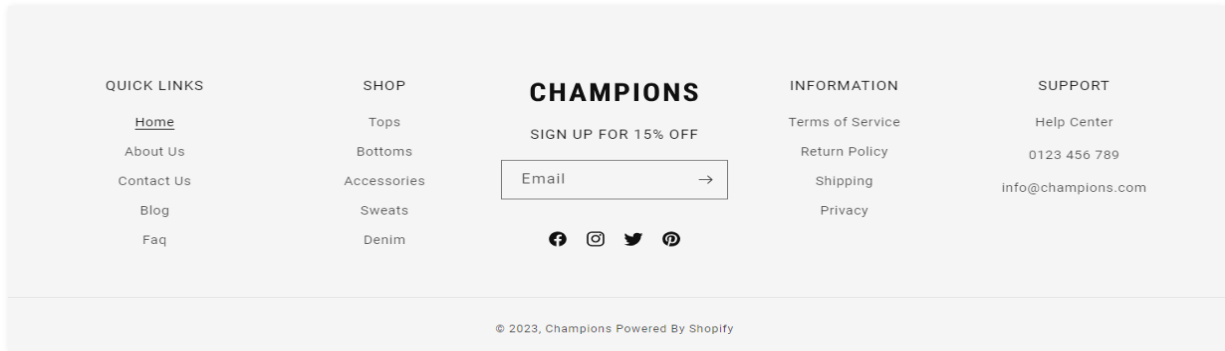 QUICK LINKS
Home
About Us
Contact Us
Blog
Faq
SHOP
Tops
Bottoms
Accessories
Sweats
Denim
CHAMPIONS
SIGN UP FOR 15% OFF
Email
INFORMATION
Terms of Service
Return Policy
Shipping
Privacy
SUPPORT
Help Center
0123 456 789
info@champions.com
© 2023, Champions Powered By Shopify